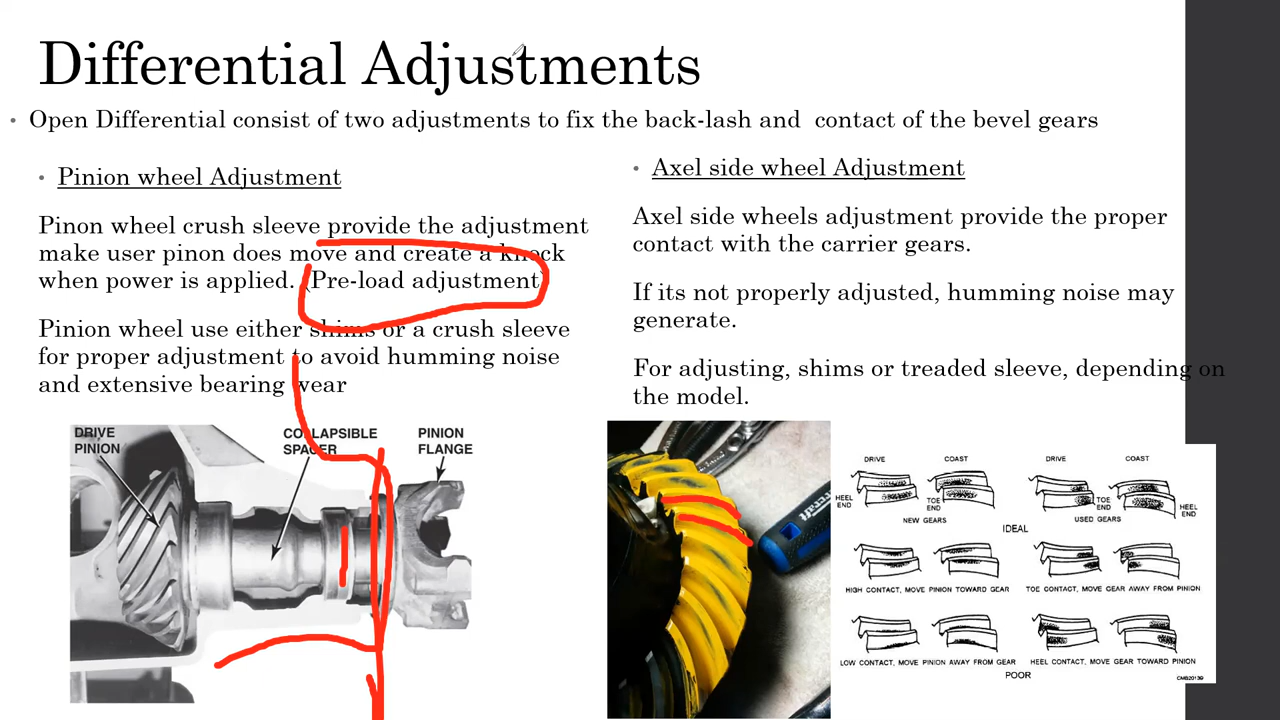 Differential Adjustments
• Open Differential consist of two adjustments to fix the back-lash and contact of the bevel gears
• Pinion wheel Adjustment
Pinon wheel crush sleeve provide the adjustment
make user pinon does move and create a knock
when power is applied. (Pre-load adjustment)
Pinion wheel use either shims or a crush sleeve
for proper adjustment to avoid humming noise
and extensive bearing wear
• Axel side wheel Adjustment
Axel side wheels adjustment provide the proper
contact with the carrier gears.
If its not properly adjusted, humming noise may
generate.
For adjusting, shims or treaded sleeve, depending on
the model.
DRIVE
PINION
COLLAPSIBLE
SPACER
PINION
FLANGE
DRIVE COAST DRIVE COAST
HEEL
END
TOE
END
TOE
END
HEEL
END
NEW GEARS USED GEARS
IDEAL
HIGH CONTACT, MOVE PINION TOWARD GEAR
TOE CONTACT, MOVE GEAR AWAY FROM PINION
LOW CONTACT, MOVE PINION AWAY FROM GEAR
HEEL CONTACT, MOVE GEAR TOWARD PINION
POOR